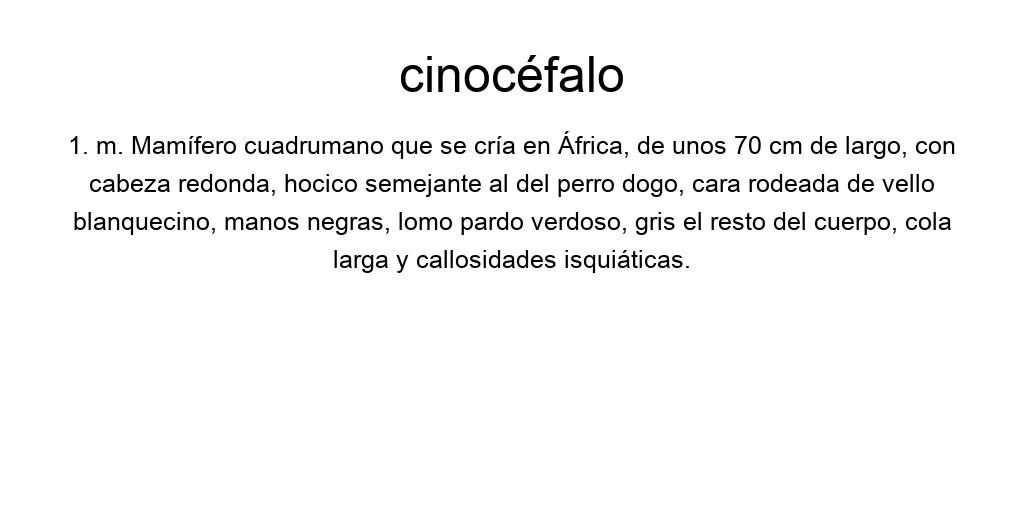 cinocéfalo
1. m. Mamífero cuadrumano que se cría en África, de unos 70 cm de largo, con
cabeza redonda, hocico semejante al del perro dogo, cara rodeada de vello
blanquecino, manos negras, lomo pardo verdoso, gris el resto del cuerpo, cola
larga y callosidades isquiáticas.